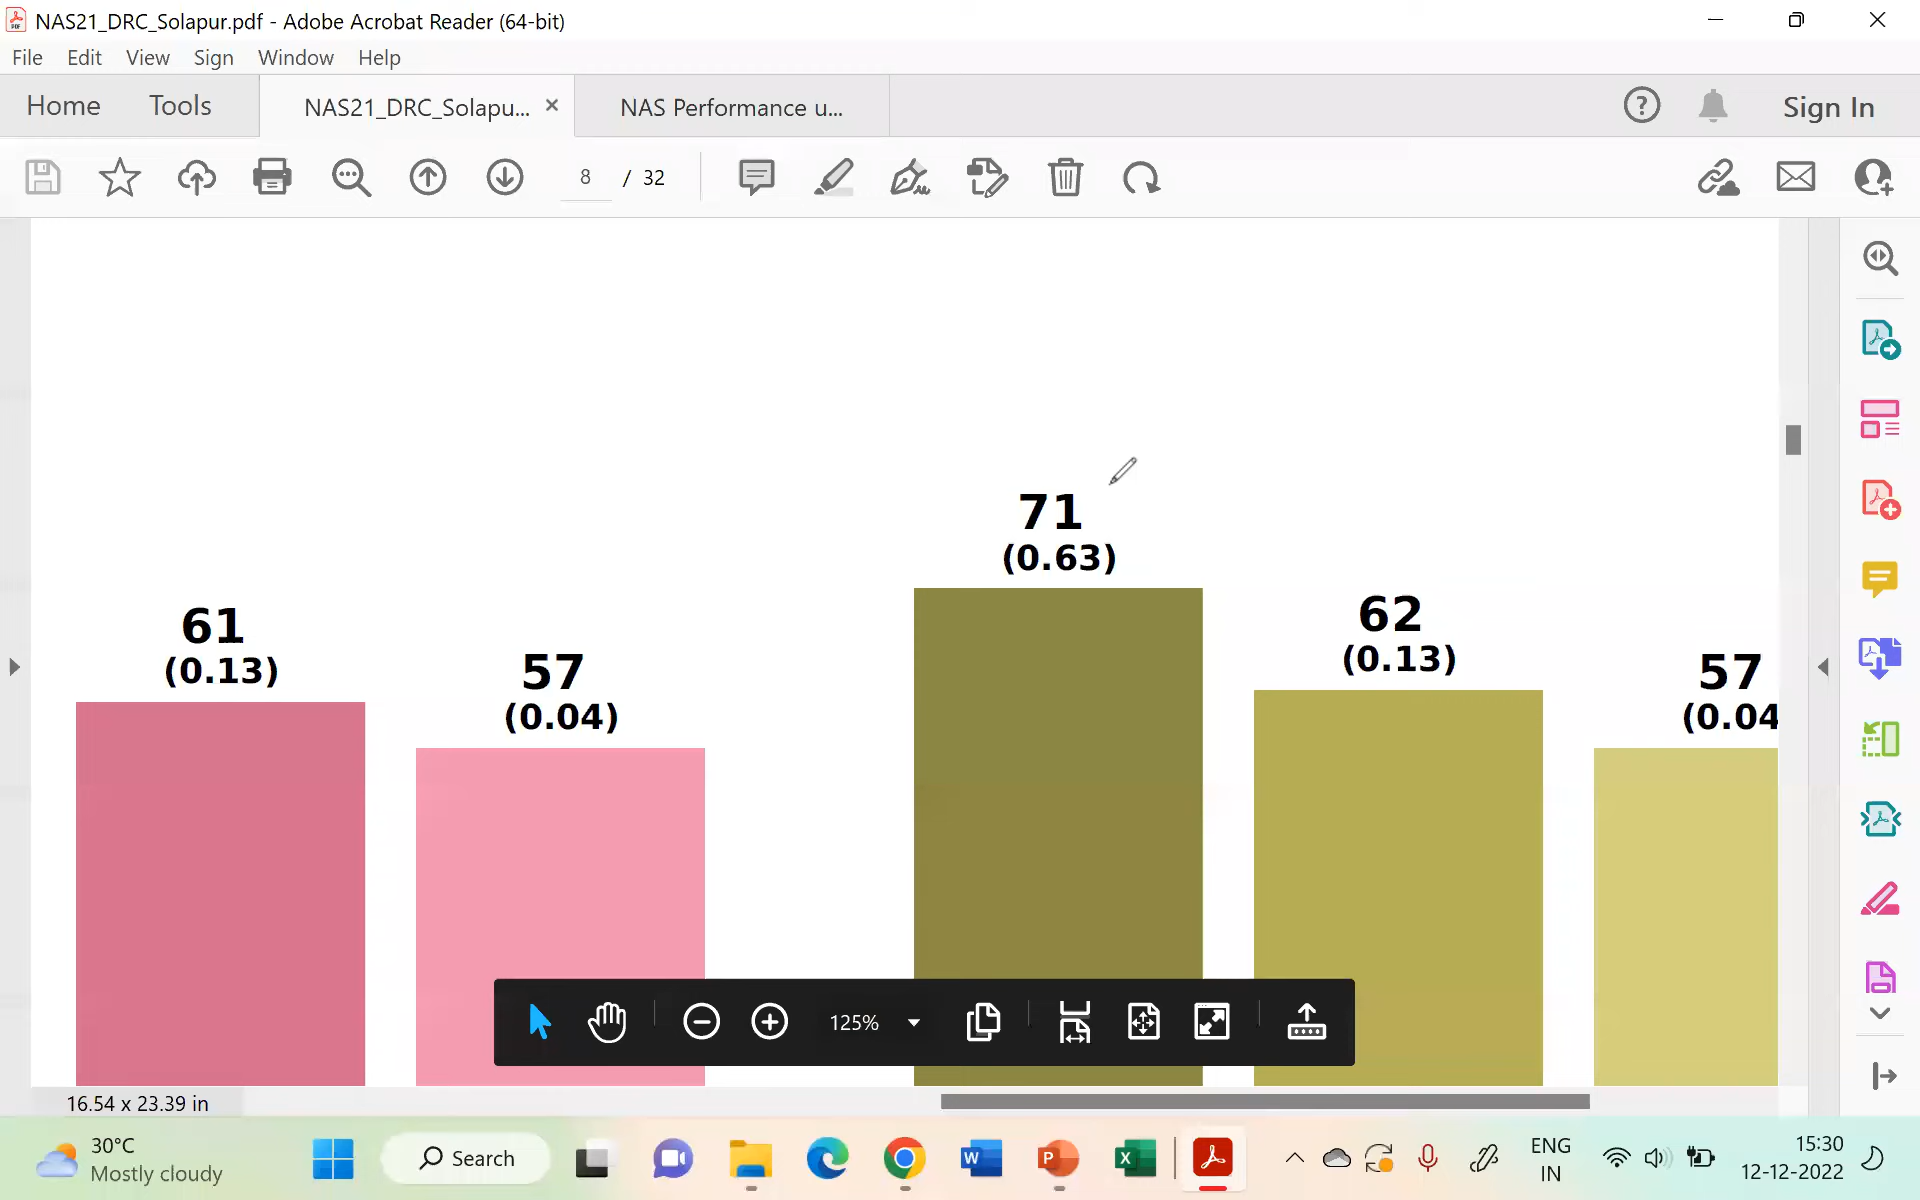 NAS21_DRC_Solapur.pdf - Adobe Acrobat Reader (64-bit)
File Edit View Sign Window Help
Home Tools NAS21_DRC_Solapu... × NAS Performance u... Sign In
8 / 32
71
(0.63)
61
(0.13)
62
(0.13)
57
(0.04)
57
(0.04
125%
16.54 x 23.39 in
30°C
Mostly cloudy
Search
ENG
IN
15:30
12-12-2022